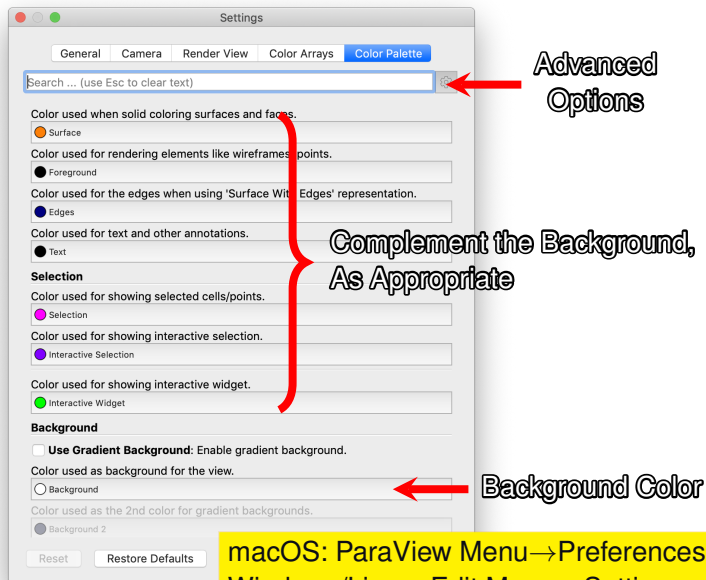 Settings
General Camera Render View Color Arrays Color Palette
Search ... (use Esc to clear text)
Advanced
Options
Color used when solid coloring surfaces and faces.
Surface
Color used for rendering elements like wireframes points.
Foreground
Color used for the edges when using 'Surface With Edges' representation.
Edges
Color used for text and other annotations.
Text
Complement the Background,
As Appropriate
Selection
Color used for showing selected cells/points.
Selection
Color used for showing interactive selection.
Interactive Selection
Color used for showing interactive widget.
Interactive Widget
Background
Use Gradient Background: Enable gradient background.
Color used as background for the view.
Background
Background Color
Color used as the 2nd color for gradient backgrounds.
Background 2
Reset Restore Defaults
macOS: ParaView Menu→Preferences